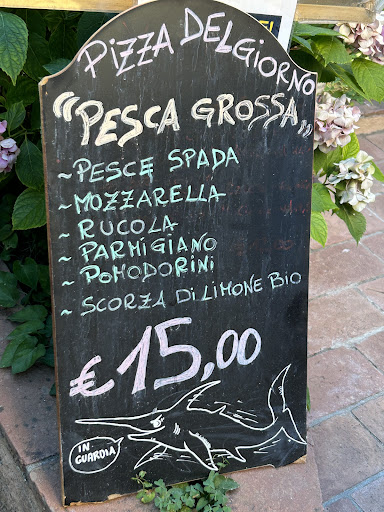 PIZZA DEL GIORNO
"PESCA GROSSA"
~ PESCE SPADA
~ MOZZARELLA
~ RUCOLA
~ PARMIGIANO
~ POMODORINI
~ SCORZA DI LIMONE BIO
€ 15,00
IN
GUARDIA